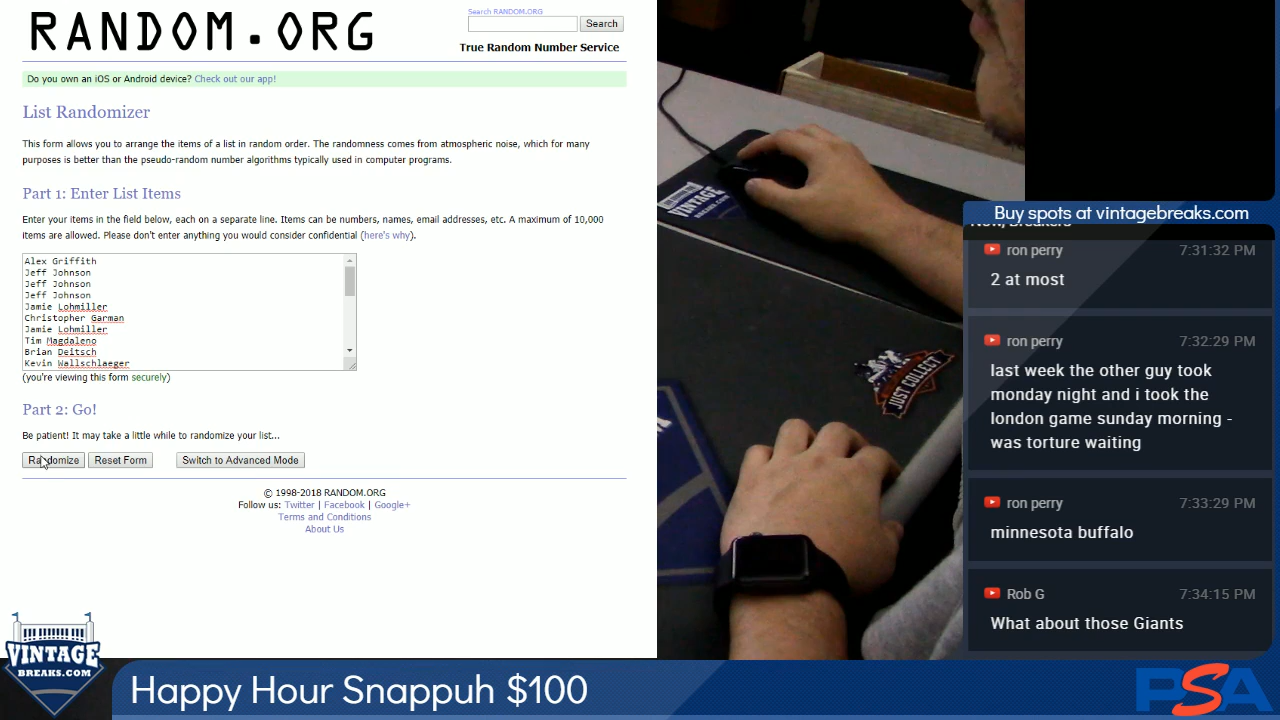 RANDOM.ORG
Search RANDOM.ORG
Search
True Random Number Service
Do you own an iOS or Android device? Check out our app!
List Randomizer
This form allows you to arrange the items of a list in random order. The randomness comes from atmospheric noise, which for many
purposes is better than the pseudo-random number algorithms typically used in computer programs.
Part 1: Enter List Items
Enter your items in the field below, each on a separate line. Items can be numbers, names, email addresses, etc. A maximum of 10,000
items are allowed. Please don't enter anything you would consider confidential (here's why).
Alex Griffith
Jeff Johnson
Jeff Johnson
Jeff Johnson
Jamie Lohmiller
Christopher Garman
Jamie Lohmiller
Tim Magdaleno
Brian Deitsch
Kevin Wallschlaeger
(you're viewing this form securely)
Part 2: Go!
Be patient! It may take a little while to randomize your list...
Randomize
Reset Form
Switch to Advanced Mode
© 1998-2018 RANDOM.ORG
Follow us: Twitter | Facebook | Google+
Terms and Conditions
About Us
VINTAGE
BREAKS.COM
JUST COLLECT
Buy spots at vintagebreaks.com
ron perry 7:31:32 PM
2 at most
ron perry 7:32:29 PM
last week the other guy took
monday night and i took the
london game sunday morning -
was torture waiting
ron perry 7:33:29 PM
minnesota buffalo
Rob G 7:34:15 PM
What about those Giants
VINTAGE
BREAKS.COM
Happy Hour Snappuh $100
PSA